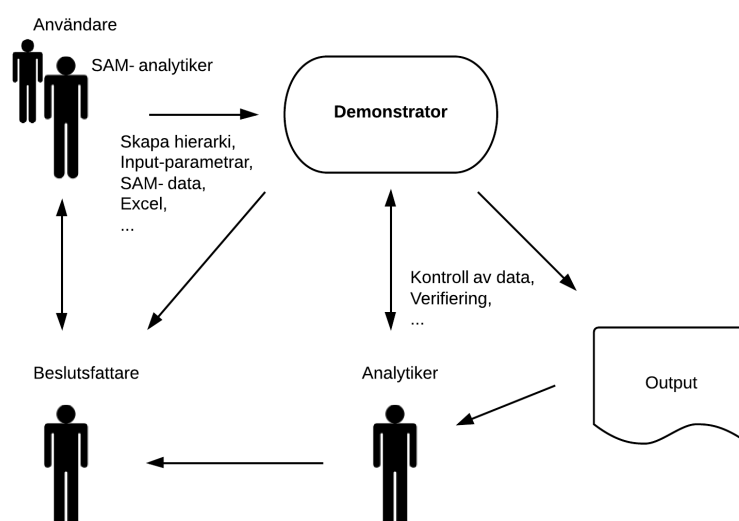 Användare
SAM- analytiker
Demonstrator
Skapa hierarki,
Input-parametrar,
SAM- data,
Excel,
...
Kontroll av data,
Verifiering,
...
Beslutsfattare
Analytiker
Output